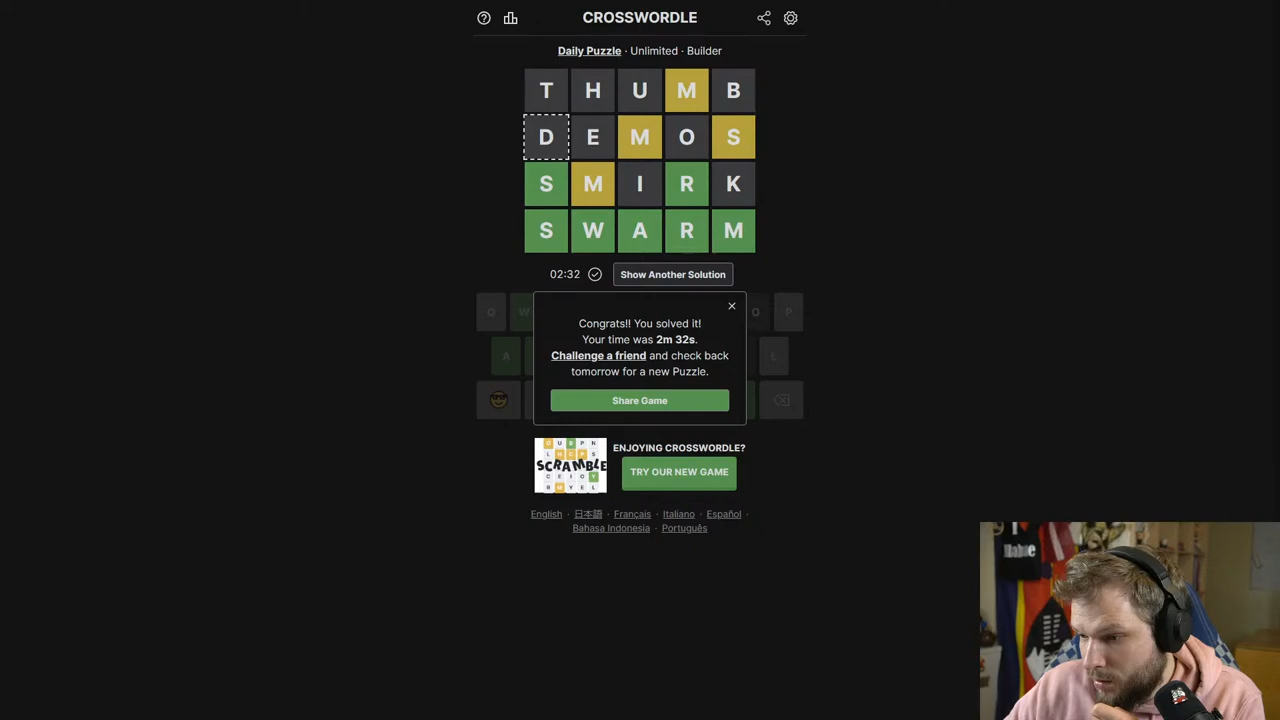 CROSSWORDLE
Daily Puzzle · Unlimited · Builder
T H U M B
D E M O S
S M I R K
S W A R M
02:32 Show Another Solution
Q W O P
A L
Congrats!! You solved it!
Your time was 2m 32s.
Challenge a friend and check back
tomorrow for a new Puzzle.
Share Game
SCRAMBLE
ENJOYING CROSSWORDLE?
TRY OUR NEW GAME
English · 日本語 · Français · Italiano · Español ·
Bahasa Indonesia · Português